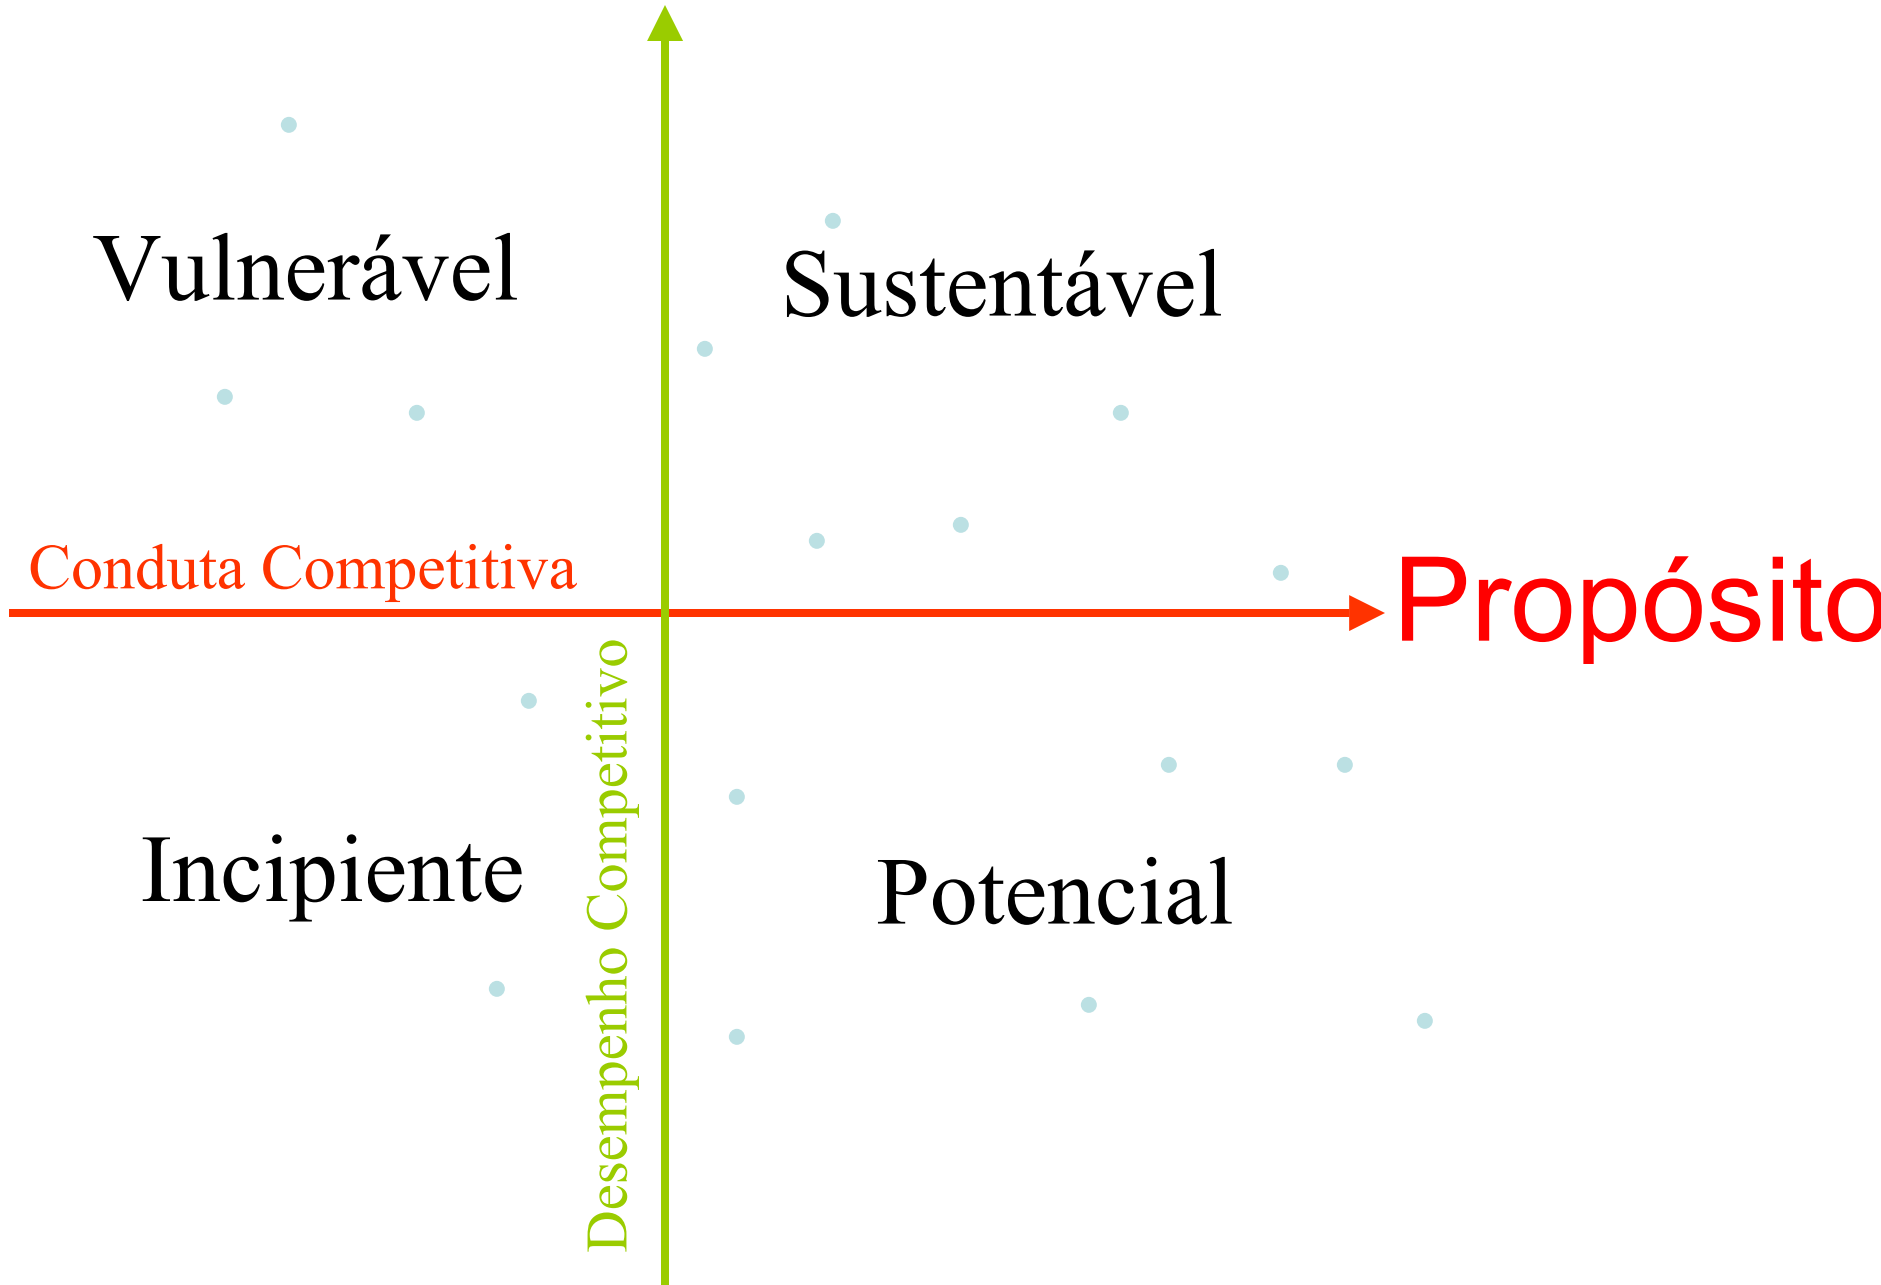 Vulnerável
Sustentável
Conduta Competitiva
Propósito
Desempenho Competitivo
Incipiente
Potencial